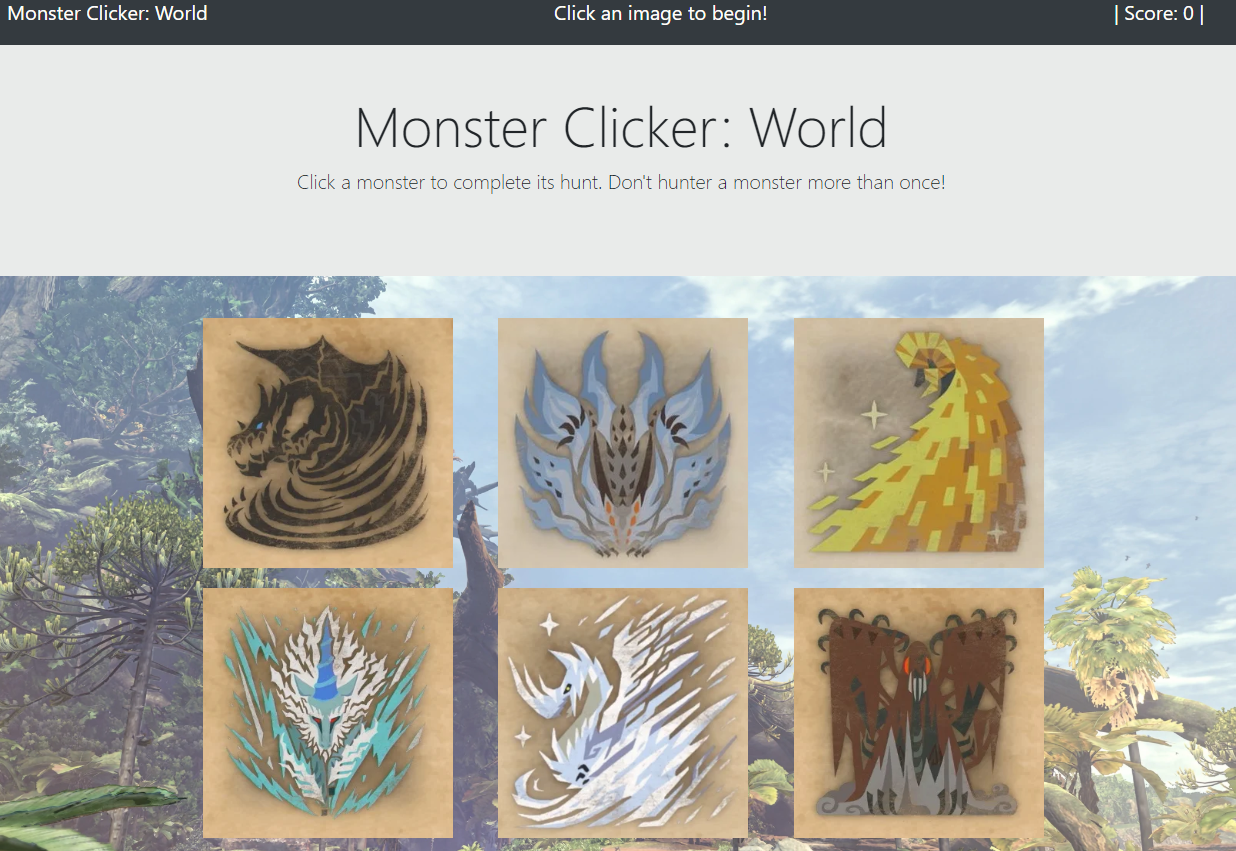 Monster Clicker: World
Click an image to begin!
| Score: 0 |
Monster Clicker: World
Click a monster to complete its hunt. Don't hunter a monster more than once!